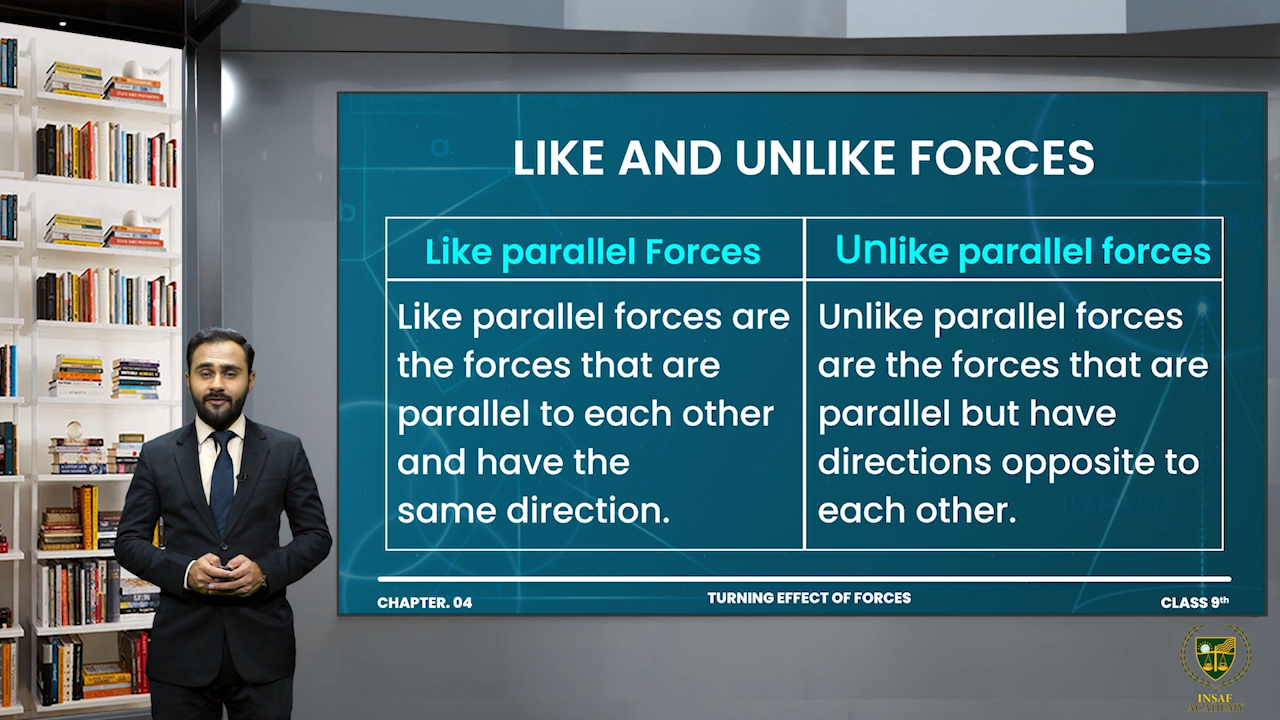 LIKE AND UNLIKE FORCES
Like parallel Forces
Unlike parallel forces
Like parallel forces are
the forces that are
parallel to each other
and have the
same direction.
Unlike parallel forces
are the forces that are
parallel but have
directions opposite to
each other.
CHAPTER. 04
TURNING EFFECT OF FORCES
CLASS 9th
INSAF
ACADEMY